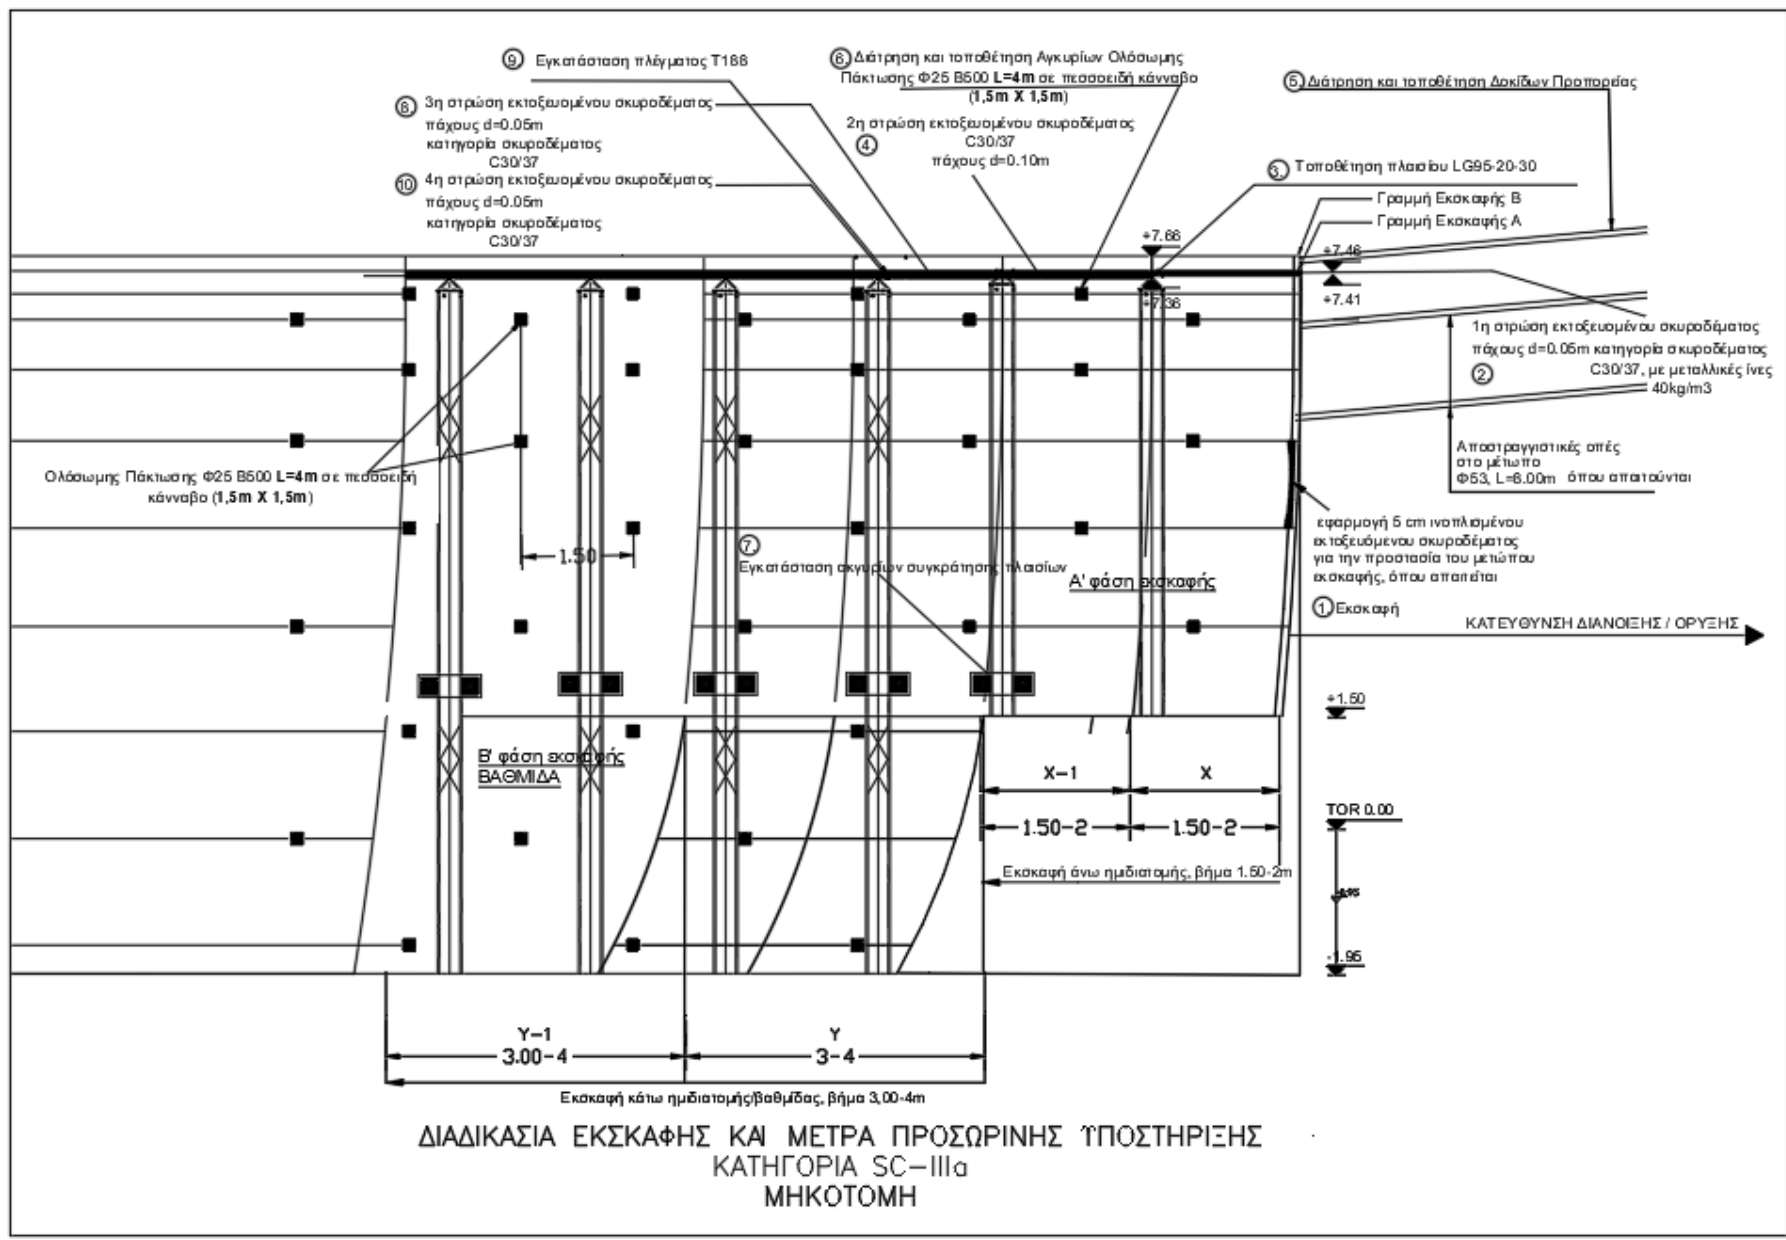 9. Εγκατάσταση πλέγματος Τ188
8. 3η στρώση εκτοξευομένου σκυροδέματος
πάχους d=0.05m
κατηγορία σκυροδέματος
C30/37
10 4η στρώση εκτοξευομένου σκυροδέματος
πάχους d=0.05m
κατηγορία σκυροδέματος
C30/37
6. Διάτρηση και τοποθέτηση Αγκυρίων Ολόσωμης
Πάκτωσης Φ25 Β500 L=4m σε πεσσοειδή κάνναβο
(1,5m X 1,5m)
2η στρώση εκτοξευομένου σκυροδέματος
4. C30/37
πάχους d=0.10m
5. Διάτρηση και τοποθέτηση Δοκίδων Προπορείας
3. Τοποθέτηση πλαισίου LG95-20-30
Γραμμή Εκσκαφής Β
Γραμμή Εκσκαφής Α
+7.66
+7.46
+7.36
+7.41
1η στρώση εκτοξευομένου σκυροδέματος
πάχους d=0.05m κατηγορία σκυροδέματος
2 C30/37, με μεταλλικές ίνες
40kg/m3
Αποστραγγιστικές οπές
στο μέτωπο
Φ53, L=6.00m όπου απαιτούνται
Ολόσωμης Πάκτωσης Φ25 Β500 L=4m σε πεσσοειδή
κάνναβο (1,5m X 1,5m)
1.50
7.
Εγκατάσταση ακγυρίων συγκράτησης πλαισίων
Α' φάση εκσκαφής
εφαρμογή 5 cm ινοπλισμένου
εκτοξευόμενου σκυροδέματος
για την προστασία του μετώπου
εκσκαφής, όπου απαιτείται
1. Εκσκαφή
ΚΑΤΕΥΘΥΝΣΗ ΔΙΑΝΟΙΞΗΣ / ΟΡΥΞΗΣ
+1.50
Β' φάση εκσκαφής
ΒΑΘΜΙΔΑ
X-1 X
1.50-2 1.50-2
Εκσκαφή άνω ημιδιατομής, βήμα 1.50-2m
TOR 0.00
-1.95
Y-1 Y
3.00-4 3-4
Εκσκαφή κάτω ημιδιατομής/βαθμίδας, βήμα 3,00-4m
ΔΙΑΔΙΚΑΣΙΑ ΕΚΣΚΑΦΗΣ ΚΑΙ ΜΕΤΡΑ ΠΡΟΣΩΡΙΝΗΣ ΥΠΟΣΤΗΡΙΞΗΣ
ΚΑΤΗΓΟΡΙΑ SC-IIIa
ΜΗΚΟΤΟΜΗ